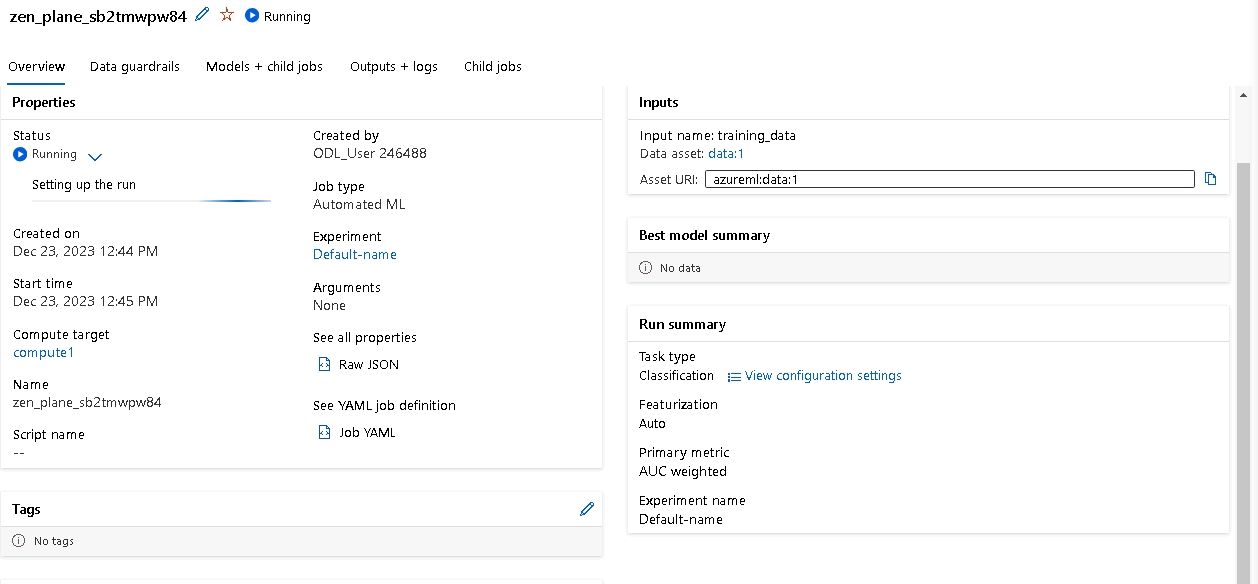 zen_plane_sb2tmwpw84 Running
Overview Data guardrails Models + child jobs Outputs + logs Child jobs
Properties
Status
Running
Setting up the run
Created on
Dec 23, 2023 12:44 PM
Start time
Dec 23, 2023 12:45 PM
Compute target
compute1
Name
zen_plane_sb2tmwpw84
Script name
--
Created by
ODL_User 246488
Job type
Automated ML
Experiment
Default-name
Arguments
None
See all properties
Raw JSON
See YAML job definition
Job YAML
Tags
No tags
Inputs
Input name: training_data
Data asset: data:1
Asset URI: azureml:data:1
Best model summary
No data
Run summary
Task type
Classification View configuration settings
Featurization
Auto
Primary metric
AUC weighted
Experiment name
Default-name